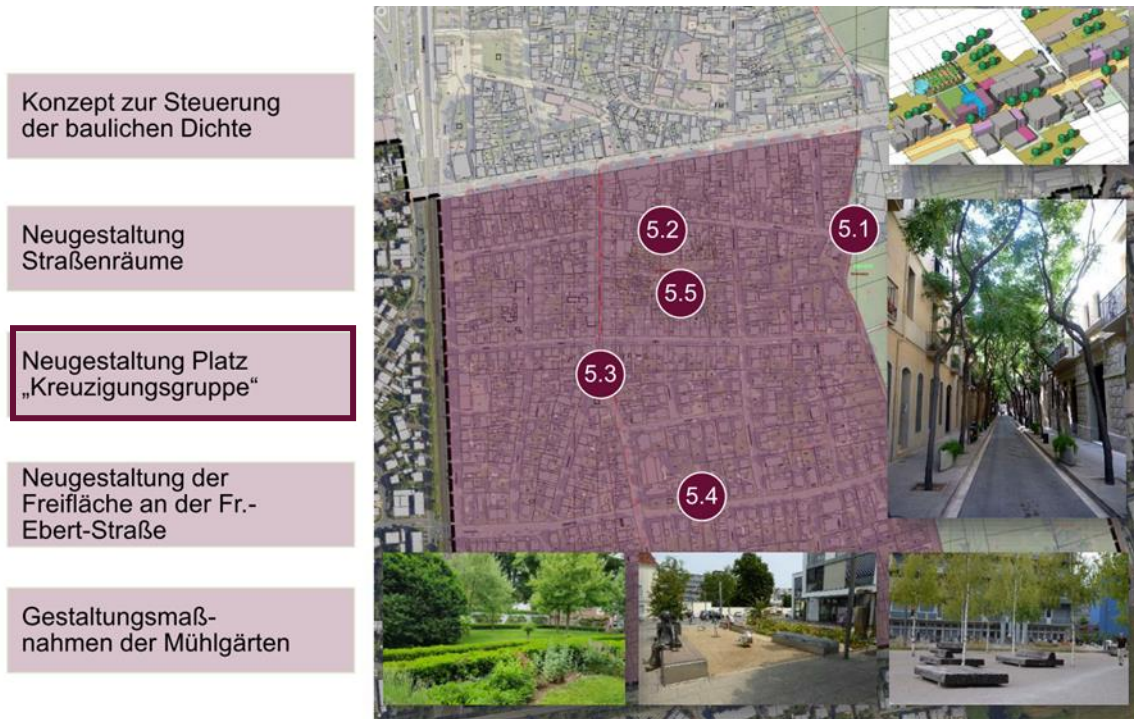 Konzept zur Steuerung
der baulichen Dichte
Neugestaltung
Straßenräume
Neugestaltung Platz
„Kreuzigungsgruppe“
Neugestaltung der
Freifläche an der Fr.-
Ebert-Straße
Gestaltungsmaß-
nahmen der Mühlgärten
5.2
5.1
5.5
5.3
5.4